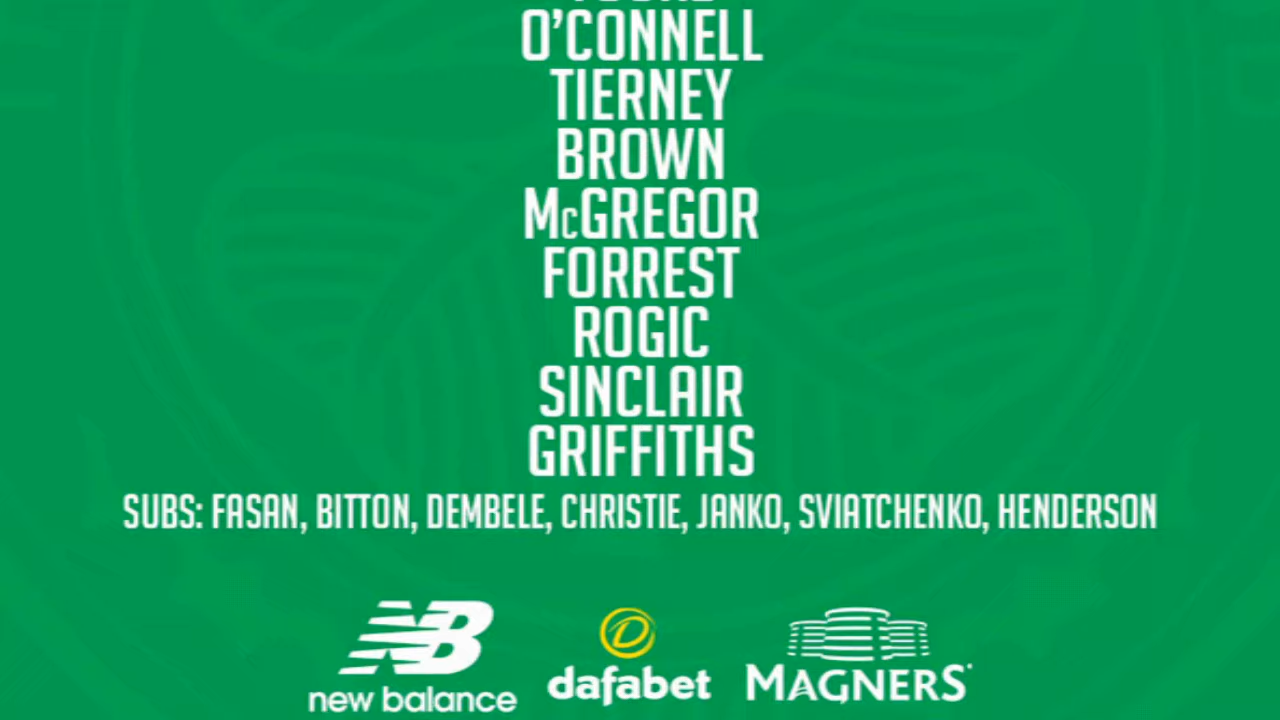 O'CONNELL
TIERNEY
BROWN
McGREGOR
FORREST
ROGIC
SINCLAIR
GRIFFITHS
SUBS: FASAN, BITTON, DEMBELE, CHRISTIE, JANKO, SVIATCHENKO, HENDERSON
NB
new balance
D
dafabet
MAGNERS